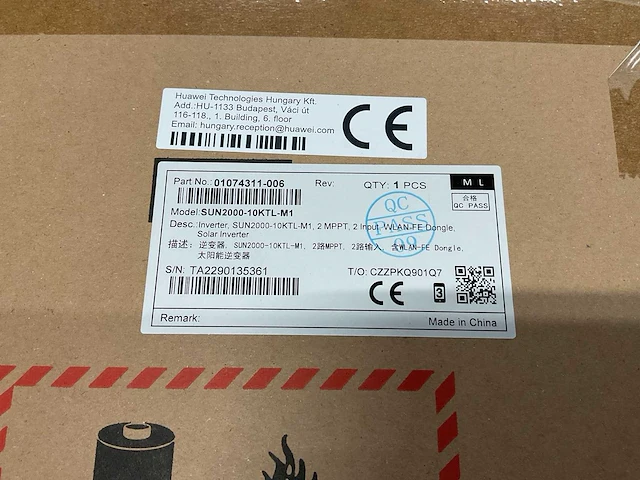 Huawei Technologies Hungary Kft.
Add.:HU-1133 Budapest, Váci út
116-118., 1. Building, 6. floor
Email: hungary.reception@huawei.com
CE
Part No.: 01074311-006 Rev: QTY: 1 PCS M L
合格
QC PASS
Model: SUN2000-10KTL-M1
QC
PASS
Desc.: Inverter, SUN2000-10KTL-M1, 2 MPPT, 2 Input, WLAN-FE Dongle,
Solar Inverter
描述: 逆变器, SUN2000-10KTL-M1, 2路MPPT, 2路输入, 含WLAN-FE Dongle,
太阳能逆变器
S/N: TA2290135361 T/O: CZZPKQ901Q7
CE 3
Remark: Made in China